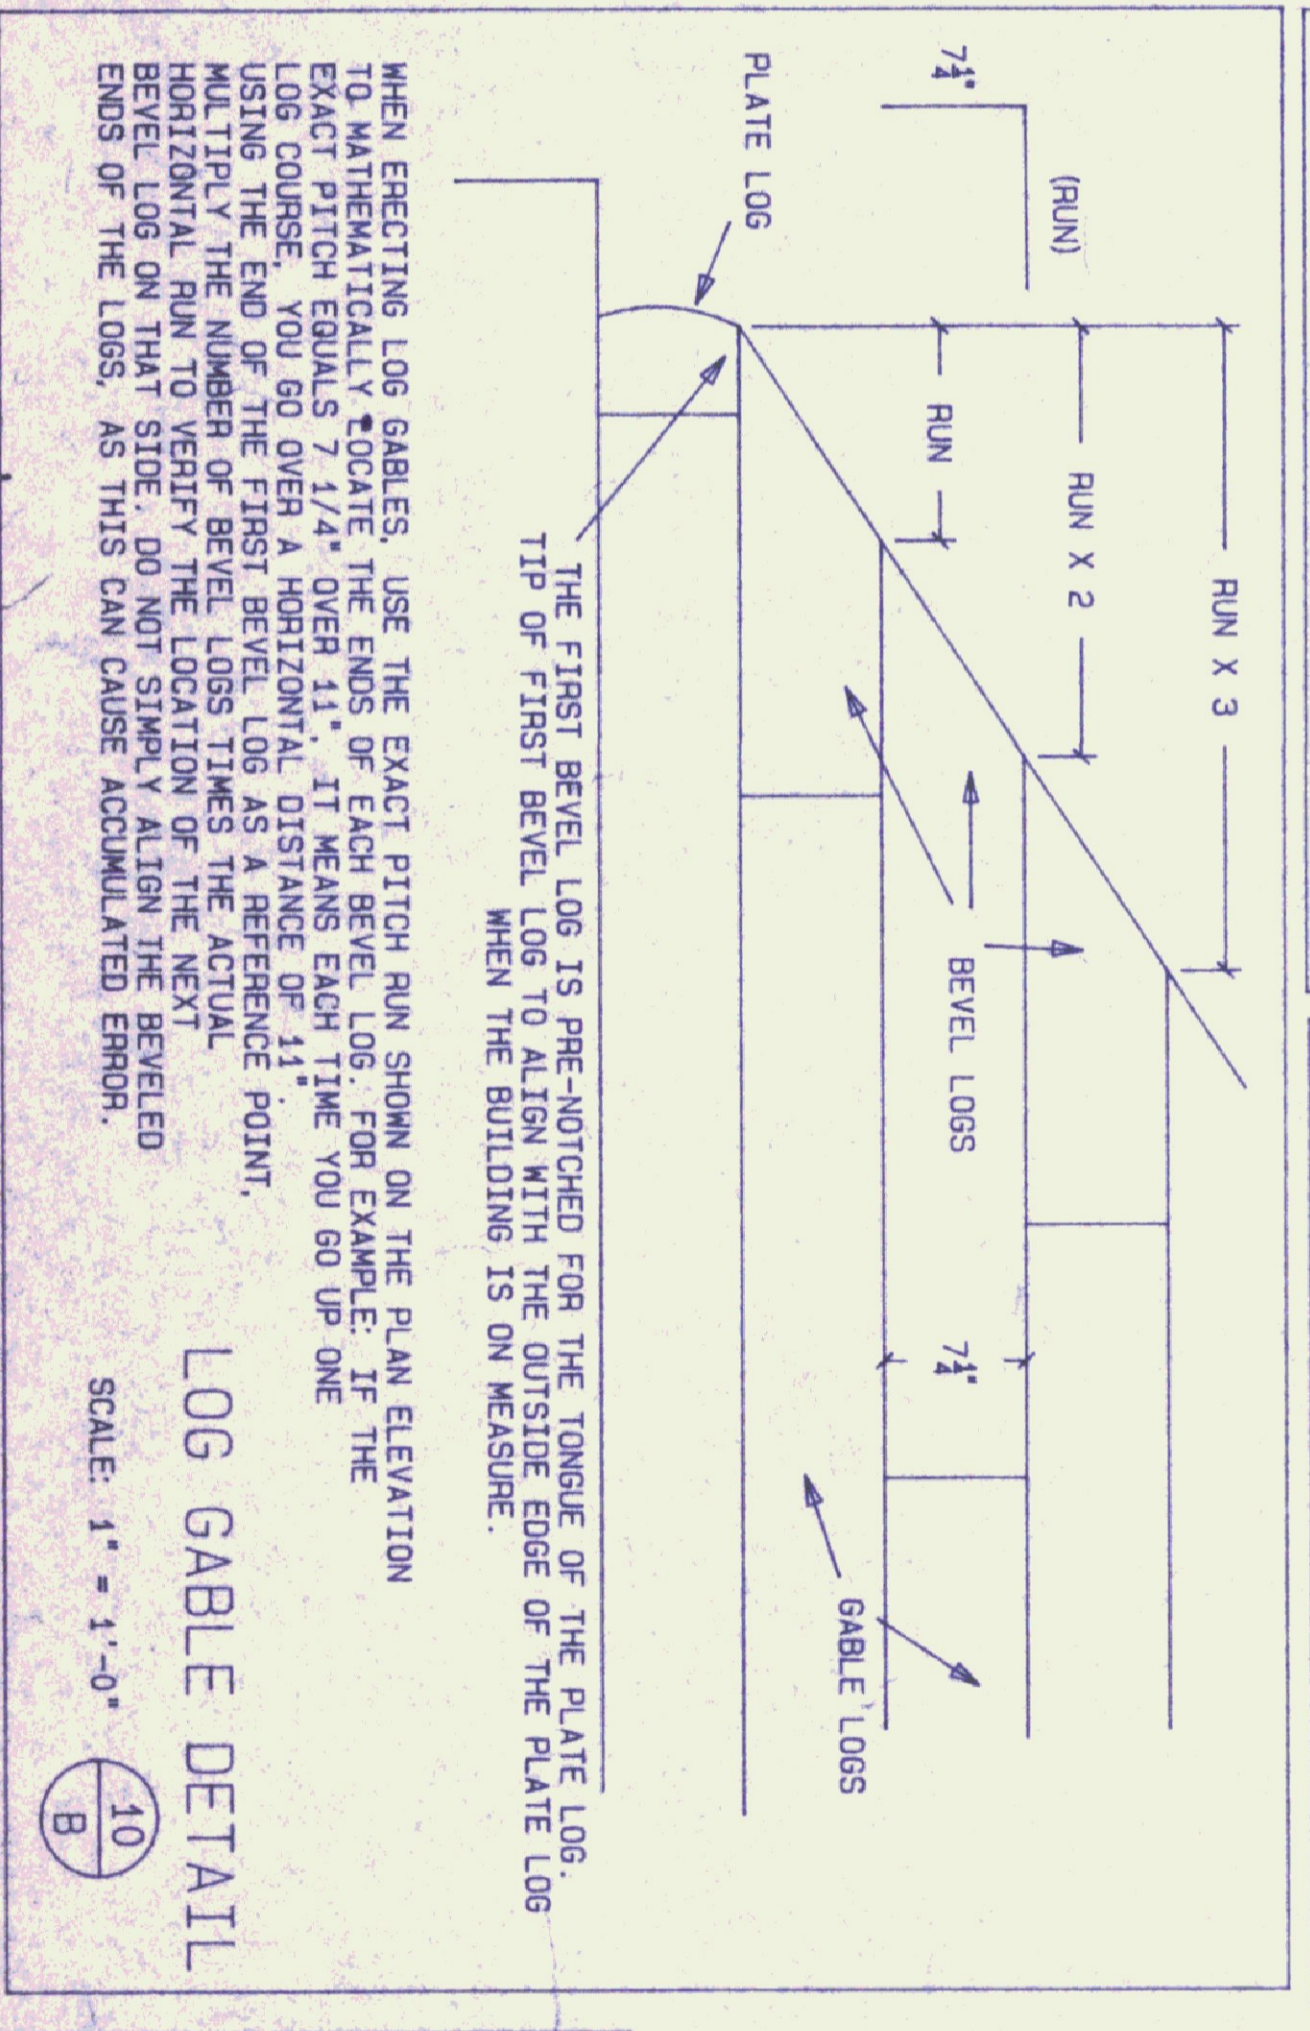 RUN X 3
(RUN)
RUN X 2
7 1/4"
RUN
BEVEL LOGS
7 1/4"
PLATE LOG
GABLE LOGS
THE FIRST BEVEL LOG IS PRE-NOTCHED FOR THE TONGUE OF THE PLATE LOG.
TIP OF FIRST BEVEL LOG TO ALIGN WITH THE OUTSIDE EDGE OF THE PLATE LOG
WHEN THE BUILDING IS ON MEASURE.
WHEN ERECTING LOG GABLES, USE THE EXACT PITCH RUN SHOWN ON THE PLAN ELEVATION
TO MATHEMATICALLY LOCATE THE ENDS OF EACH BEVEL LOG. FOR EXAMPLE: IF THE
EXACT PITCH EQUALS 7 1/4" OVER 11", IT MEANS EACH TIME YOU GO UP ONE
LOG COURSE, YOU GO OVER A HORIZONTAL DISTANCE OF 11".
USING THE END OF THE FIRST BEVEL LOG AS A REFERENCE POINT,
MULTIPLY THE NUMBER OF BEVEL LOGS TIMES THE ACTUAL
HORIZONTAL RUN TO VERIFY THE LOCATION OF THE NEXT
BEVEL LOG ON THAT SIDE. DO NOT SIMPLY ALIGN THE BEVELED
ENDS OF THE LOGS, AS THIS CAN CAUSE ACCUMULATED ERROR.
LOG GABLE DETAIL
SCALE: 1" = 1'-0"
10
B